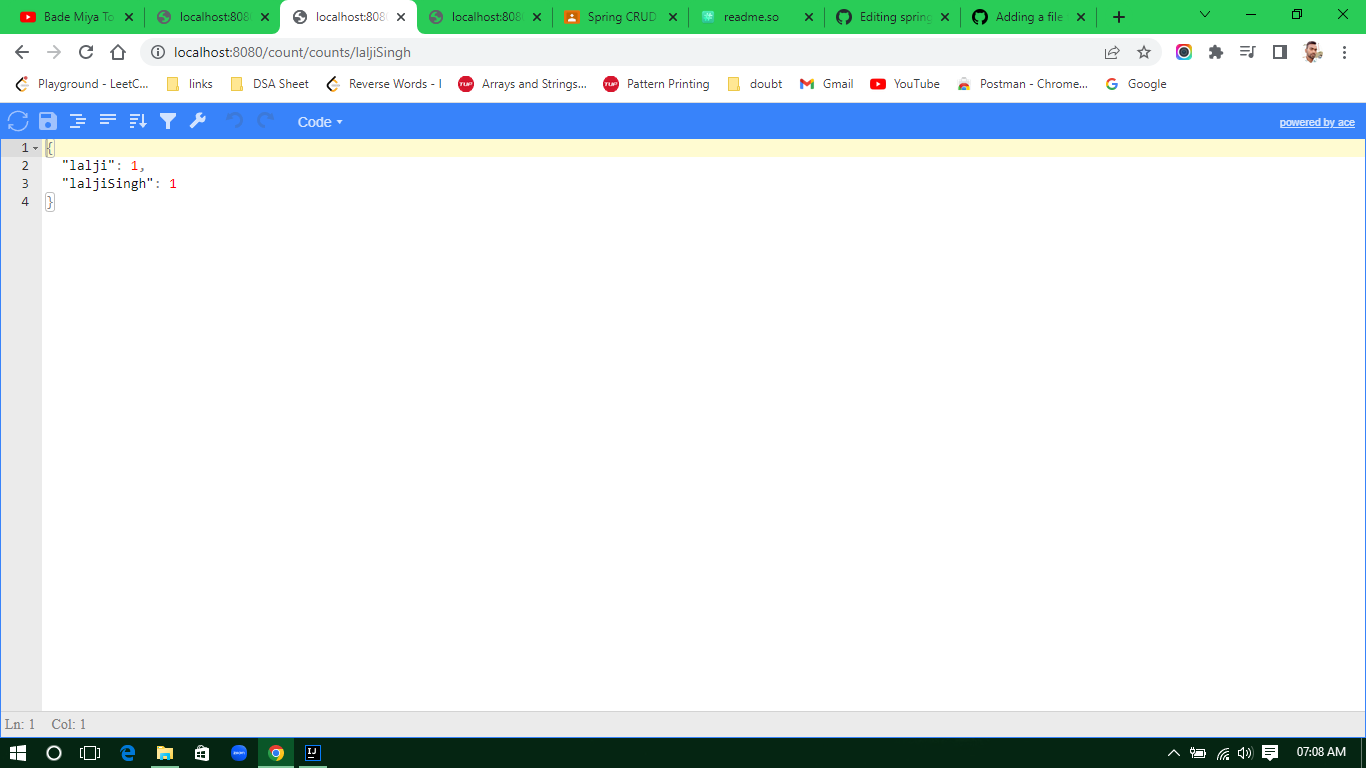 Bade Miya To
localhost:808
localhost:808
localhost:808
Spring CRUD
readme.so
Editing spring
Adding a file
localhost:8080/count/counts/laljiSingh
Playground - LeetC...
links
DSA Sheet
Reverse Words - l
Arrays and Strings...
Pattern Printing
doubt
Gmail
YouTube
Postman - Chrome...
Google
Code
powered by ace
1 {
2 "lalji": 1,
3 "laljiSingh": 1
4 }
Ln: 1 Col: 1
07:08 AM